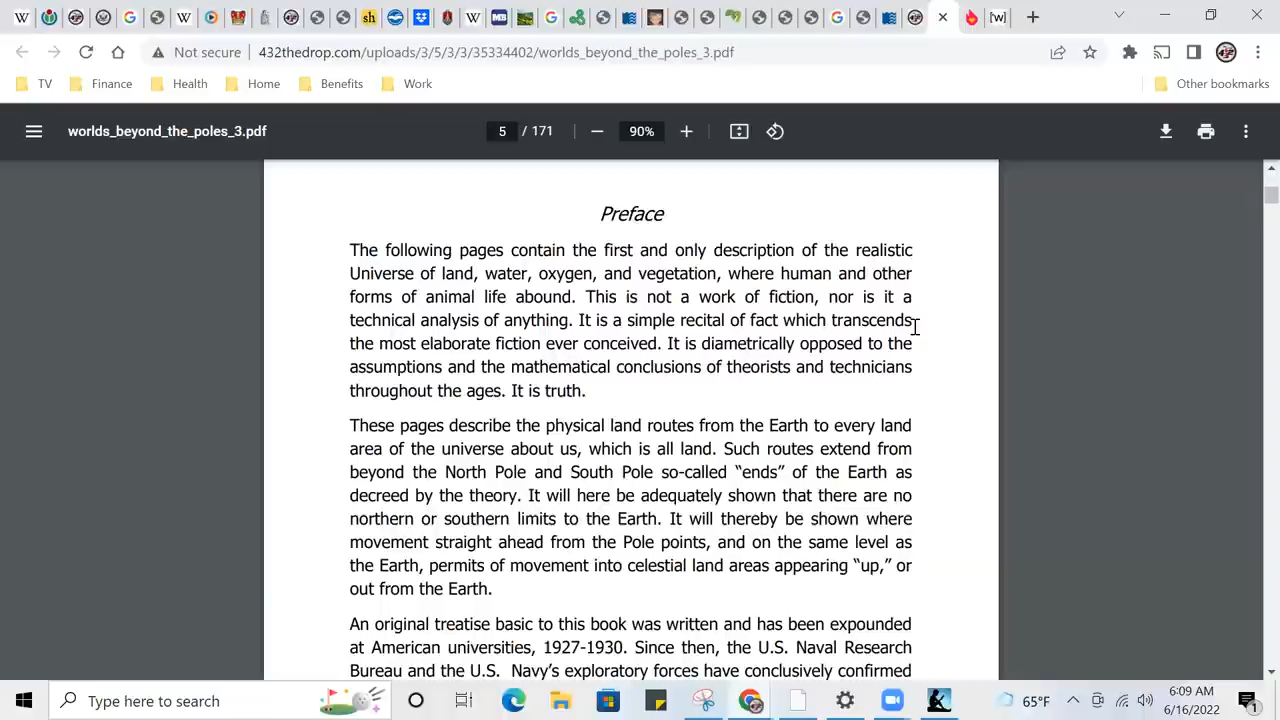 Not secure
432thedrop.com/uploads/3/5/3/3/35334402/worlds_beyond_the_poles_3.pdf
TV Finance Health Home Benefits Work Other bookmarks
worlds_beyond_the_poles_3.pdf 5 / 171 90%
Preface
The following pages contain the first and only description of the realistic
Universe of land, water, oxygen, and vegetation, where human and other
forms of animal life abound. This is not a work of fiction, nor is it a
technical analysis of anything. It is a simple recital of fact which transcends
the most elaborate fiction ever conceived. It is diametrically opposed to the
assumptions and the mathematical conclusions of theorists and technicians
throughout the ages. It is truth.
These pages describe the physical land routes from the Earth to every land
area of the universe about us, which is all land. Such routes extend from
beyond the North Pole and South Pole so-called “ends” of the Earth as
decreed by the theory. It will here be adequately shown that there are no
northern or southern limits to the Earth. It will thereby be shown where
movement straight ahead from the Pole points, and on the same level as
the Earth, permits of movement into celestial land areas appearing “up,” or
out from the Earth.
An original treatise basic to this book was written and has been expounded
at American universities, 1927-1930. Since then, the U.S. Naval Research
Bureau and the U.S. Navy’s exploratory forces have conclusively confirmed
Type here to search
65°F
6:09 AM
6/16/2022